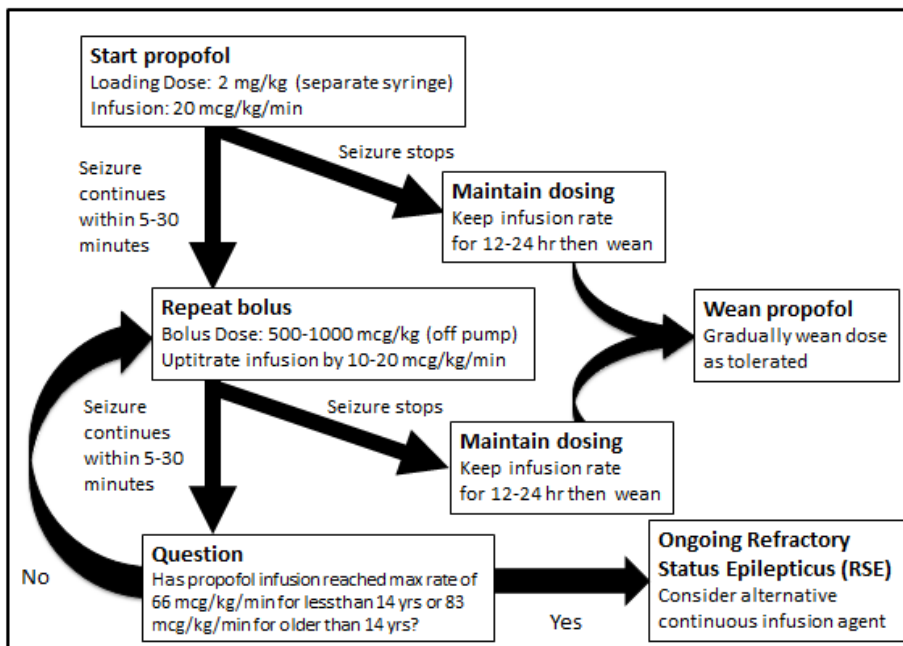 Start propofol
Loading Dose: 2 mg/kg (separate syringe)
Infusion: 20 mcg/kg/min
Seizure
continues
within 5-30
minutes
Seizure stops
Maintain dosing
Keep infusion rate
for 12-24 hr then wean
Repeat bolus
Bolus Dose: 500-1000 mcg/kg (off pump)
Uptitrate infusion by 10-20 mcg/kg/min
Wean propofol
Gradually wean dose
as tolerated
Seizure
continues
within 5-30
minutes
Seizure stops
Maintain dosing
Keep infusion rate
for 12-24 hr then wean
No
Question
Has propofol infusion reached max rate of
66 mcg/kg/min for lessthan 14 yrs or 83
mcg/kg/min for older than 14 yrs?
Yes
Ongoing Refractory
Status Epilepticus (RSE)
Consider alternative
continuous infusion agent